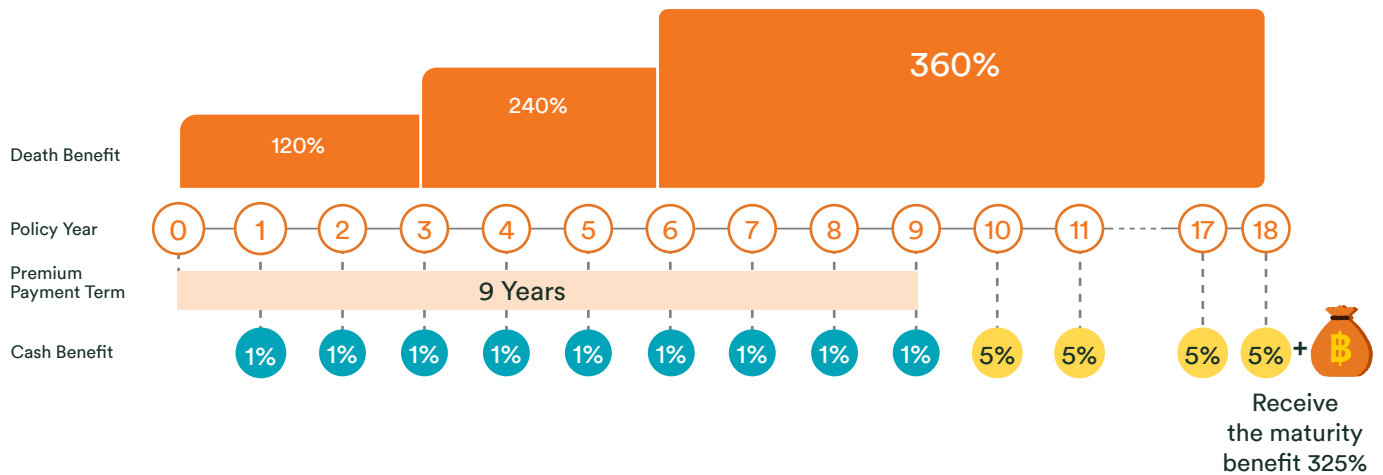 360%
240%
120%
Death Benefit
Policy Year
0 1 2 3 4 5 6 7 8 9 10 11 17 18
Premium
Payment Term
9 Years
Cash Benefit
1% 1% 1% 1% 1% 1% 1% 1% 1% 5% 5% 5% 5% + ฿
Receive
the maturity
benefit 325%